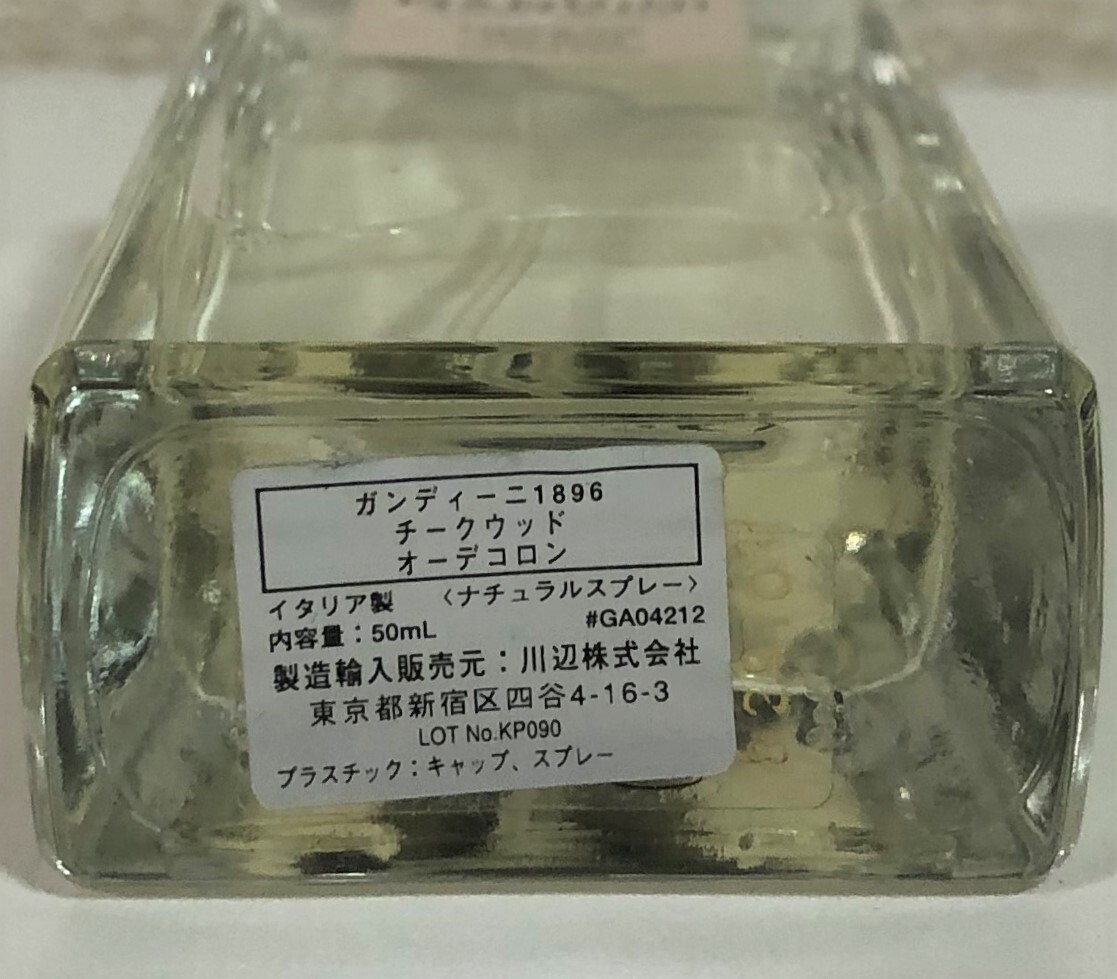 ガンディーニ1896
チークウッド
オーデコロン
イタリア製 〈ナチュラルスプレー〉
内容量：50mL #GA04212
製造輸入販売元：川辺株式会社
東京都新宿区四谷4-16-3
LOT No.KP090
プラスチック：キャップ、スプレー